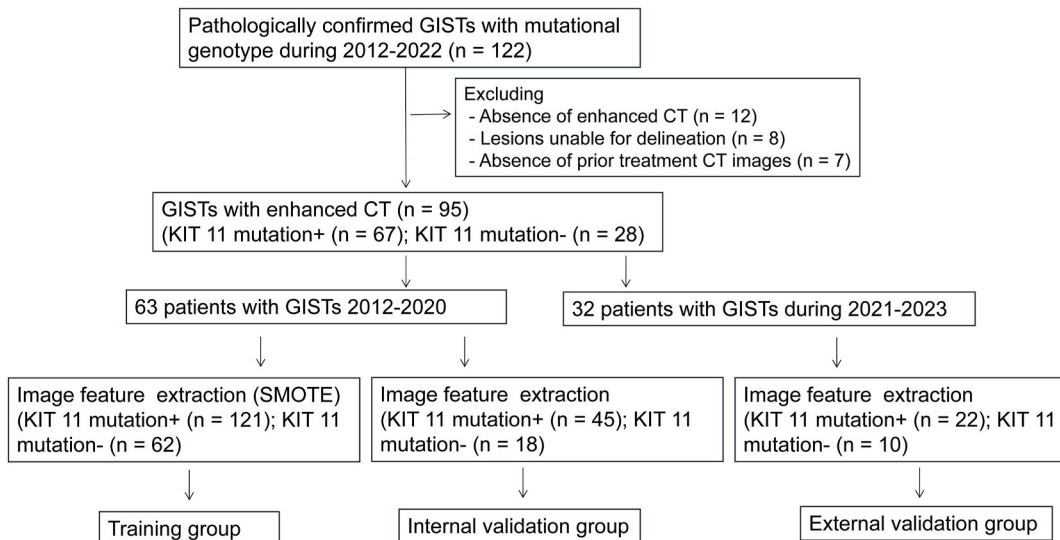 Pathologically confirmed GISTs with mutational
genotype during 2012-2022 (n = 122)
Excluding
- Absence of enhanced CT (n = 12)
- Lesions unable for delineation (n = 8)
- Absence of prior treatment CT images (n = 7)
GISTs with enhanced CT (n = 95)
(KIT 11 mutation+ (n = 67); KIT 11 mutation- (n = 28)
63 patients with GISTs 2012-2020
32 patients with GISTs during 2021-2023
Image feature extraction (SMOTE)
(KIT 11 mutation+ (n = 121); KIT 11
mutation- (n = 62)
Image feature extraction
(KIT 11 mutation+ (n = 45); KIT 11
mutation- (n = 18)
Image feature extraction
(KIT 11 mutation+ (n = 22); KIT 11
mutation- (n = 10)
Training group
Internal validation group
External validation group